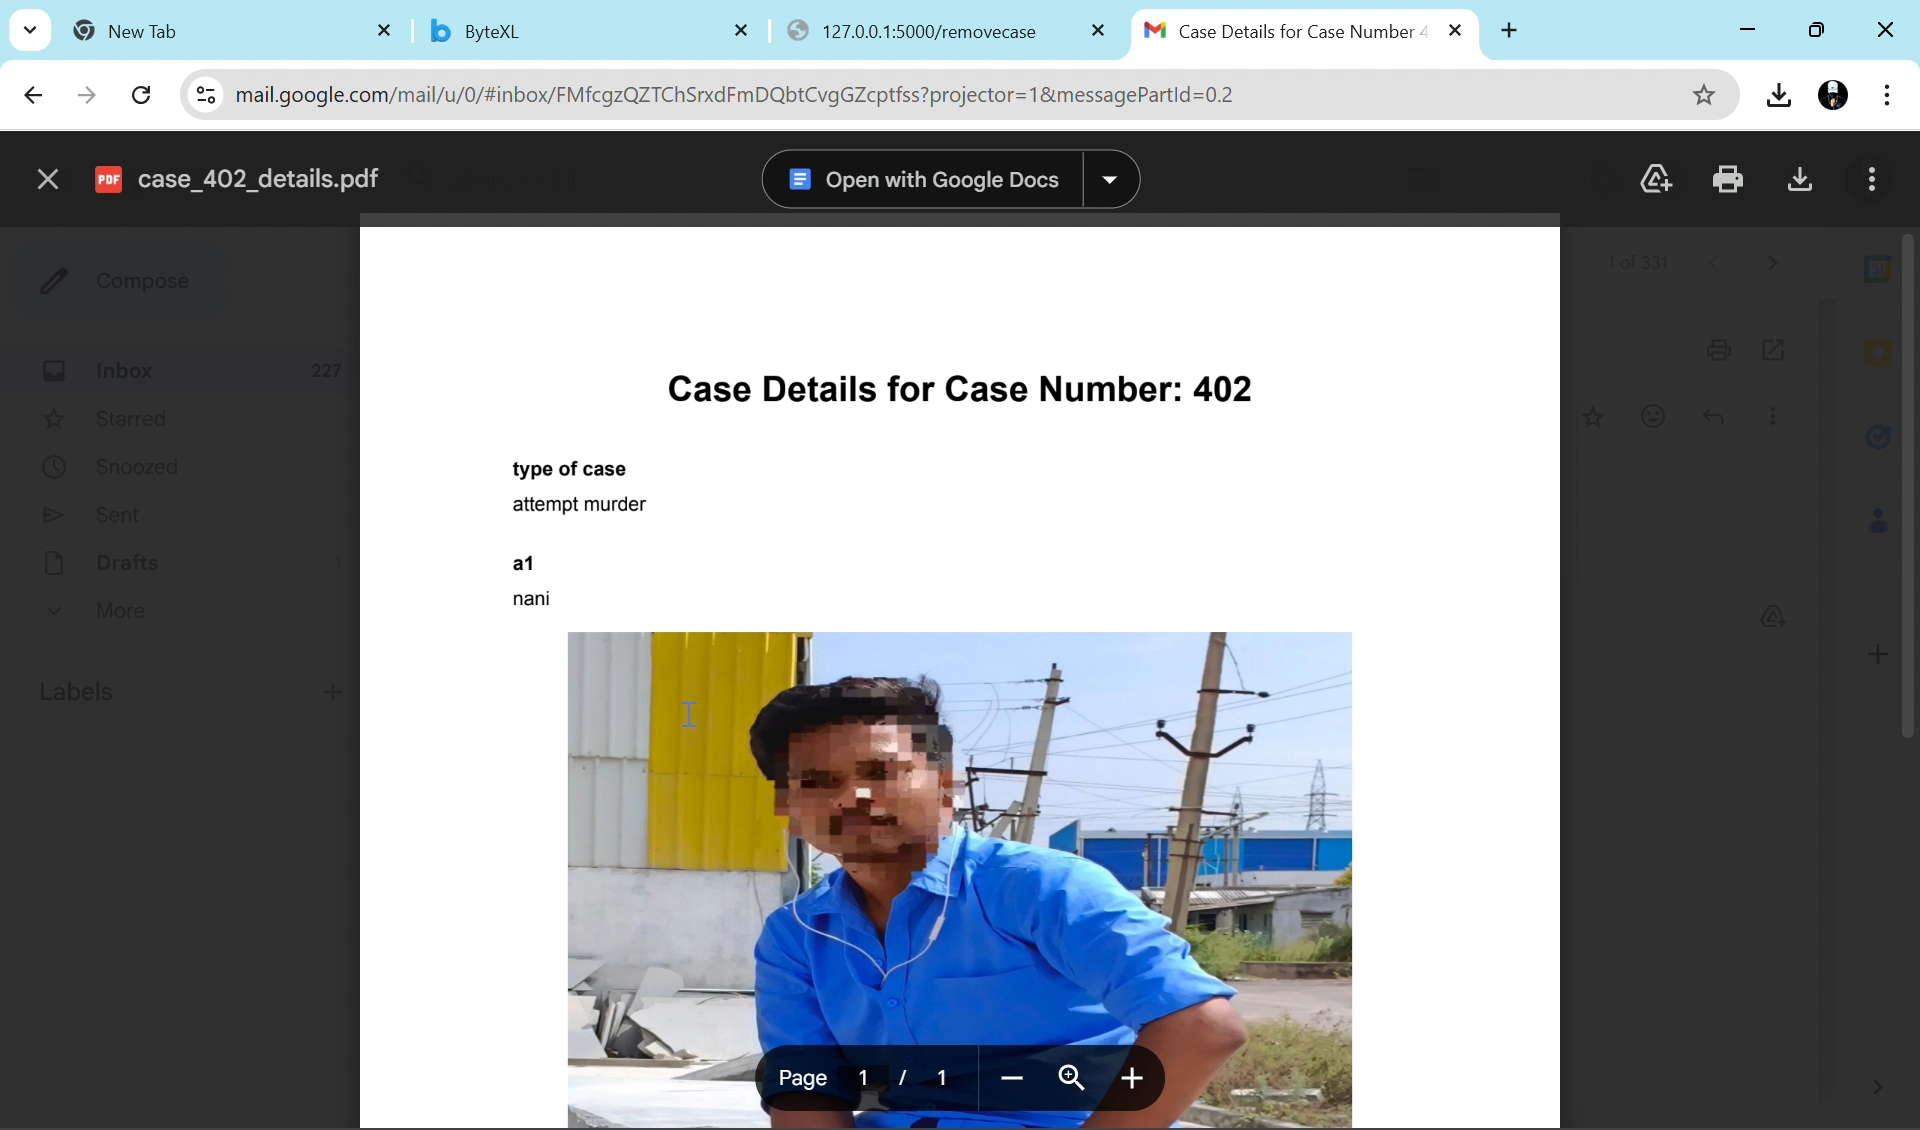 New Tab
ByteXL
127.0.0.1:5000/removecase
Case Details for Case Number 4
mail.google.com/mail/u/0/#inbox/FMfcgzQZTChSrxdFmDQbtCvgGZcptfss?projector=1&messagePartId=0.2
PDF
case_402_details.pdf
Open with Google Docs
Compose
1 of 331
31
Inbox
227
Starred
Snoozed
Sent
Drafts
1
More
Labels
Case Details for Case Number: 402
type of case
attempt murder
a1
nani
Page 1 / 1